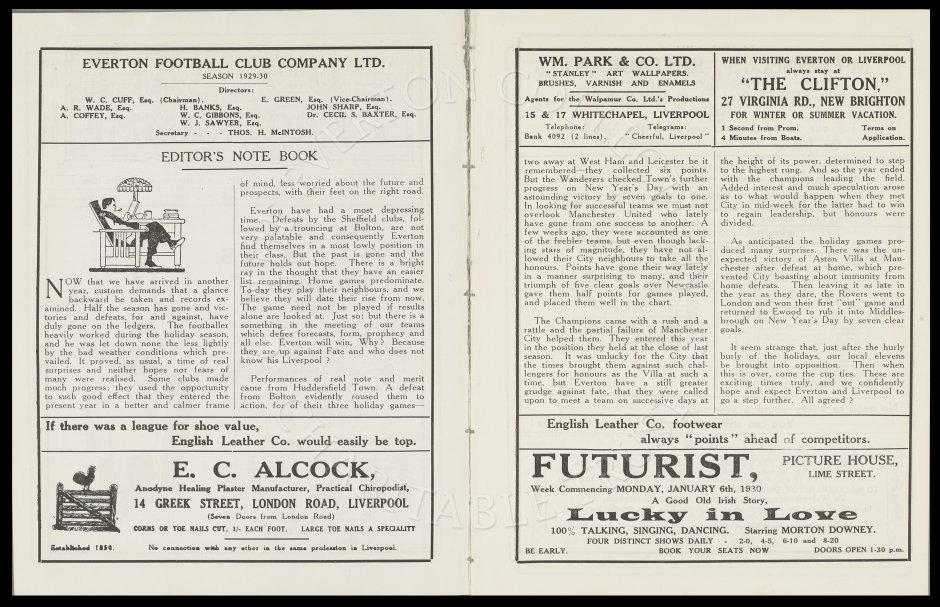 EVERTON FOOTBALL CLUB COMPANY LTD.
SEASON 1929-30
Directors:
W. C. CUFF, Esq. (Chairman). E. GREEN, Esq. (Vice-Chairman).
A. R. WADE, Esq. H. BANKS, Esq. JOHN SHARP, Esq.
A. COFFEY, Esq. W. C. GIBBONS, Esq. Dr. CECIL S. BAXTER, Esq.
W. J. SAWYER, Esq.
Secretary - - - THOS. H. McINTOSH.
EDITOR'S NOTE BOOK
NOW that we have arrived in another
year, custom demands that a glance
backward be taken and records ex-
amined. Half the season has gone and vic-
tories and defeats, for and against, have
duly gone on the ledgers. The footballer
heavily worked during the holiday season,
and he was let down none the less lightly
by the bad weather conditions which pre-
vailed. It proved, as usual, a time of real
surprises and neither hopes nor fears of
many were realised. Some clubs made
much progress; they used the opportunity
to such good effect that they entered the
present year in a better and calmer frame
of mind, less worried about the future and
prospects, with their feet on the right road.
Everton have had a most depressing
time. Defeats by the Sheffield clubs, fol-
lowed by a trouncing at Bolton, are not
very palatable and consequently Everton
find themselves in a most lowly position in
their class. But the past is gone and the
future holds out hope. There is a bright
ray in the thought that they have an easier
list remaining. Home games predominate.
To-day they play their neighbours, and we
believe they will date their rise from now.
The game need not be played if results
alone are looked at. Just so; but there is a
something in the meeting of our teams
which defies forecasts, form, prophecy and
all else. Everton will win, Why? Because
they are up against Fate and who does not
know his Liverpool ?
Performances of real note and merit
came from Huddersfield Town. A defeat
from Bolton evidently roused them to
action, for of their three holiday games—
If there was a league for shoe value,
English Leather Co. would easily be top.
E. C. ALCOCK,
Anodyne Healing Plaster Manufacturer, Practical Chiropodist,
14 GREEK STREET, LONDON ROAD, LIVERPOOL
(Seven Doors from London Road)
CORNS OR TOE NAILS CUT, 1/- EACH FOOT. LARGE TOE NAILS A SPECIALITY
Established 1850. No connection with any other in the same profession in Liverpool.
WM. PARK & CO. LTD.
"STANLEY" ART WALLPAPERS.
BRUSHES, VARNISH AND ENAMELS
Agents for the Walpamur Co. Ltd.'s Productions
15 & 17 WHITECHAPEL, LIVERPOOL
Telephone: Telegrams:
Bank 4092 (2 lines). "Cheerful, Liverpool"
WHEN VISITING EVERTON OR LIVERPOOL
always stay at
"THE CLIFTON,"
27 VIRGINIA RD., NEW BRIGHTON
FOR WINTER OR SUMMER VACATION.
1 Second from Prom. Terms on
4 Minutes from Boats. Application.
two away at West Ham and Leicester be it
remembered—they collected six points.
But the Wanderers checked Town's further
progress on New Year's Day with an
astounding victory by seven goals to one.
In looking for successful teams we must not
overlook Manchester United who lately
have gone from one success to another. A
few weeks ago, they were accounted as one
of the feebler teams, but even though lack-
ing stars of magnitude, they have not al-
lowed their City neighbours to take all the
honours. Points have gone their way lately
in a manner surprising to many, and their
triumph of five clear goals over Newcastle
gave them half points for games played,
and placed them well in the chart.
The Champions came with a rush and a
rattle and the partial failure of Manchester
City helped them. They entered this year
in the position they held at the close of last
season. It was unlucky for the City that
the times brought them against such chal-
lengers for honours as the Villa at such a
time, but Everton have a still greater
grudge against fate, that they were called
upon to meet a team on successive days at
the height of its power, determined to step
to the highest rung. And so the year ended
with the champions leading the field.
Added interest and much speculation arose
as to what would happen when they met
City in mid-week for the latter had to win
to regain leadership, but honours were
divided.
As anticipated the holiday games pro-
duced many surprises. There was the un-
expected victory of Aston Villa at Man-
chester after defeat at home, which pre-
vented City boasting about immunity from
home defeats. Then leaving it as late in
the year as they dare, the Rovers went to
London and won their first "out" game and
returned to Ewood to rub it into Middles-
brough on New Year's Day by seven clear
goals.
It seem strange that, just after the hurly
burly of the holidays, our local elevens
be brought into opposition. Then when
this is over, come the cup ties. These are
exciting times truly, and we confidently
hope and expect Everton and Liverpool to
go a step further. All agreed ?
English Leather Co. footwear
always "points" ahead of competitors.
FUTURIST, PICTURE HOUSE,
LIME STREET.
Week Commencing MONDAY, JANUARY 6th, 1930
A Good Old Irish Story,
Lucky in Love
100% TALKING, SINGING, DANCING. Starring MORTON DOWNEY.
FOUR DISTINCT SHOWS DAILY - 2-0, 4-5, 6-10 and 8-20
BE EARLY. BOOK YOUR SEATS NOW DOORS OPEN 1-30 p.m.